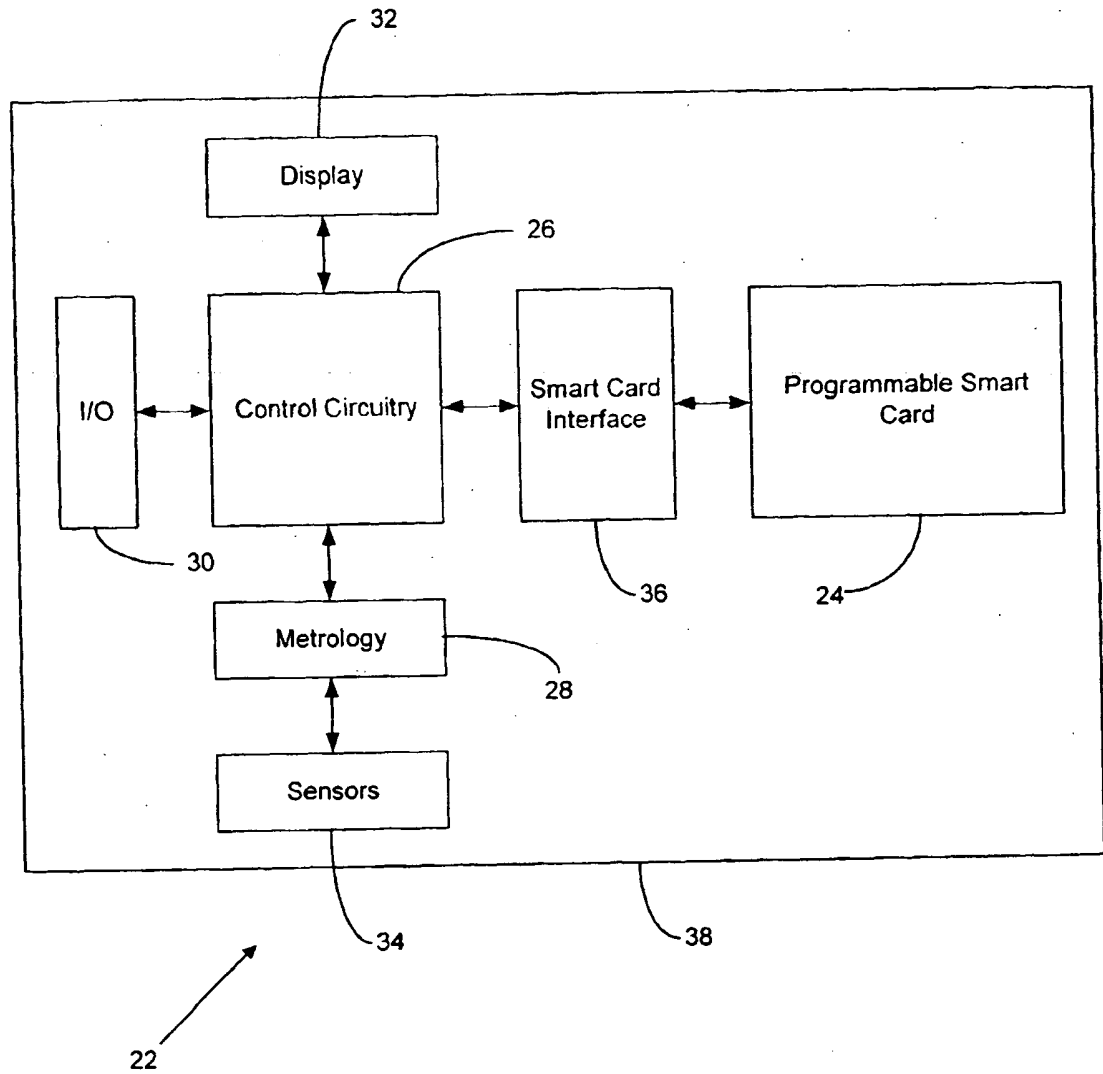 32
Display
26
I/O
Control Circuitry
Smart Card
Interface
Programmable Smart
Card
30
36
24
Metrology
28
Sensors
34
38
22